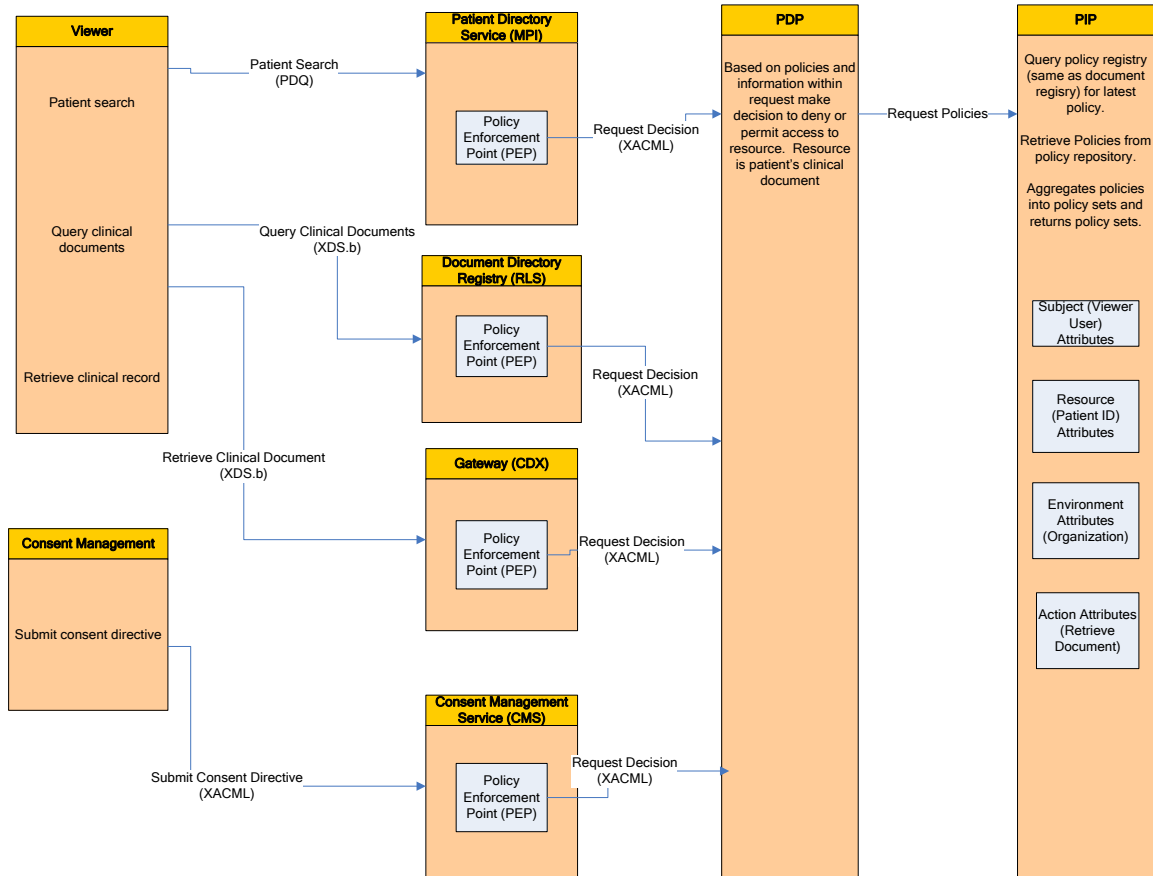 Viewer
Patient search
Query clinical
documents
Retrieve clinical record
Consent Management
Submit consent directive
Patient Search
(PDQ)
Query Clinical Documents
(XDS.b)
Retrieve Clinical Document
(XDS.b)
Submit Consent Directive
(XACML)
Patient Directory
Service (MPI)
Policy
Enforcement
Point (PEP)
Document Directory
Registry (RLS)
Policy
Enforcement
Point (PEP)
Gateway (CDX)
Policy
Enforcement
Point (PEP)
Consent Management
Service (CMS)
Policy
Enforcement
Point (PEP)
Request Decision
(XACML)
Request Decision
(XACML)
Request Decision
(XACML)
Request Decision
(XACML)
PDP
Based on policies and
information within
request make
decision to deny or
permit access to
resource. Resource
is patient's clinical
document
Request Policies
PIP
Query policy registry
(same as document
regisry) for latest
policy.
Retrieve Policies from
policy repository.
Aggregates policies
into policy sets and
returns policy sets.
Subject (Viewer
User)
Attributes
Resource
(Patient ID)
Attributes
Environment
Attributes
(Organization)
Action Attributes
(Retrieve
Document)